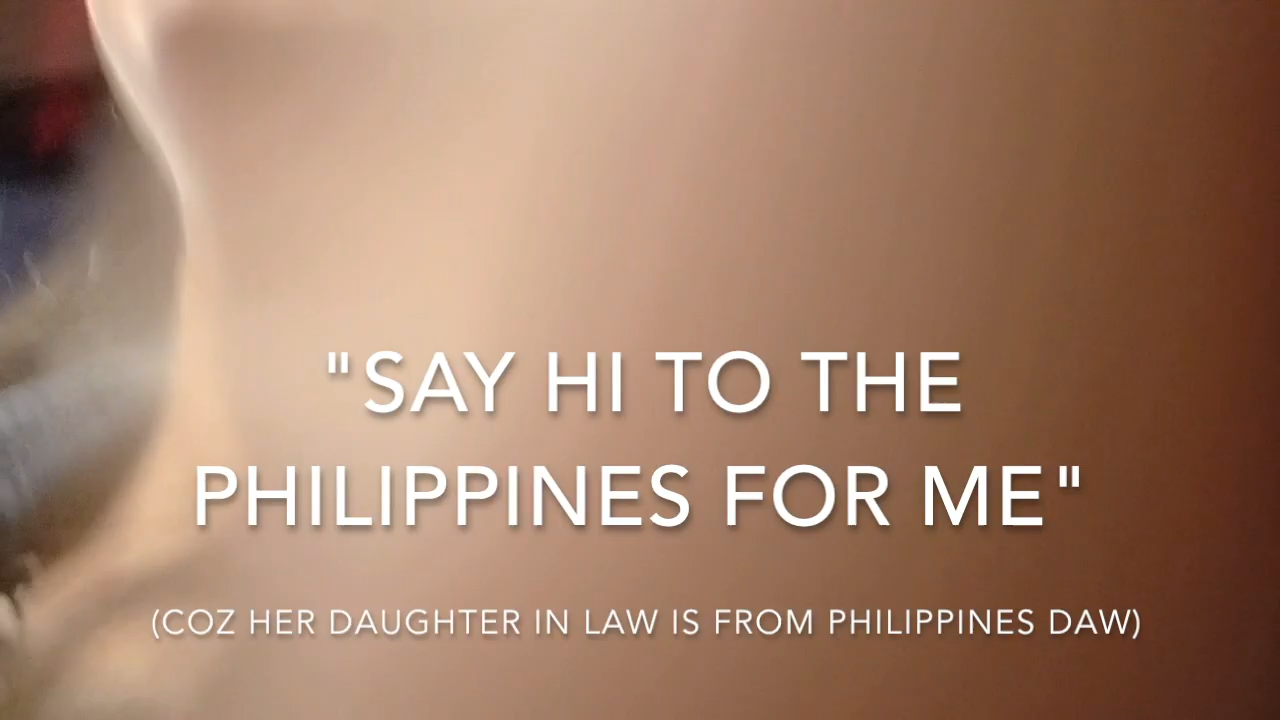 "SAY HI TO THE
PHILIPPINES FOR ME"
(COZ HER DAUGHTER IN LAW IS FROM PHILIPPINES DAW)